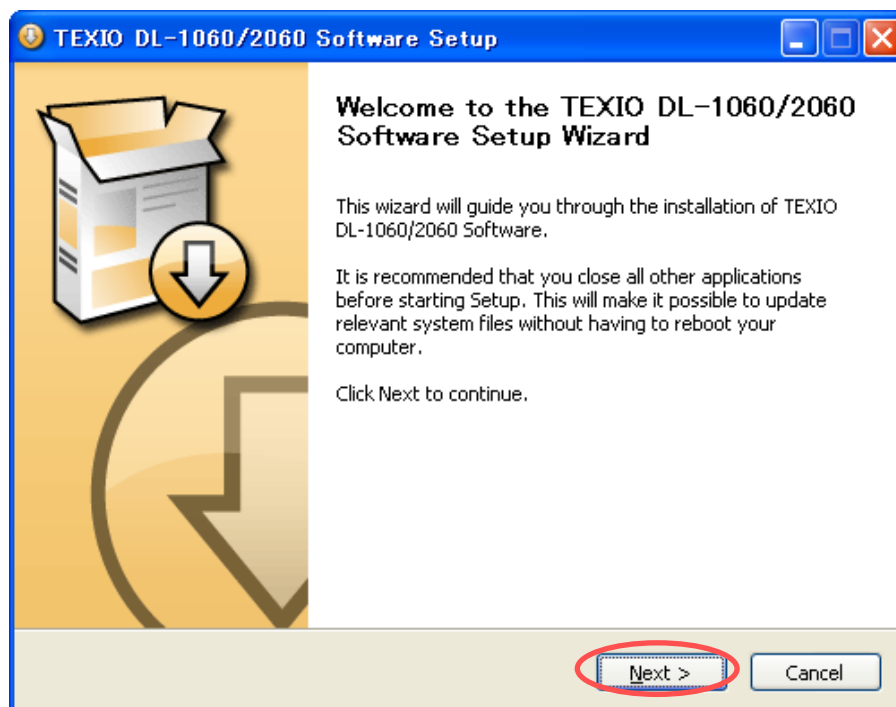 TEXIO DL-1060/2060 Software Setup
Welcome to the TEXIO DL-1060/2060
Software Setup Wizard
This wizard will guide you through the installation of TEXIO
DL-1060/2060 Software.
It is recommended that you close all other applications
before starting Setup. This will make it possible to update
relevant system files without having to reboot your
computer.
Click Next to continue.
Next >
Cancel